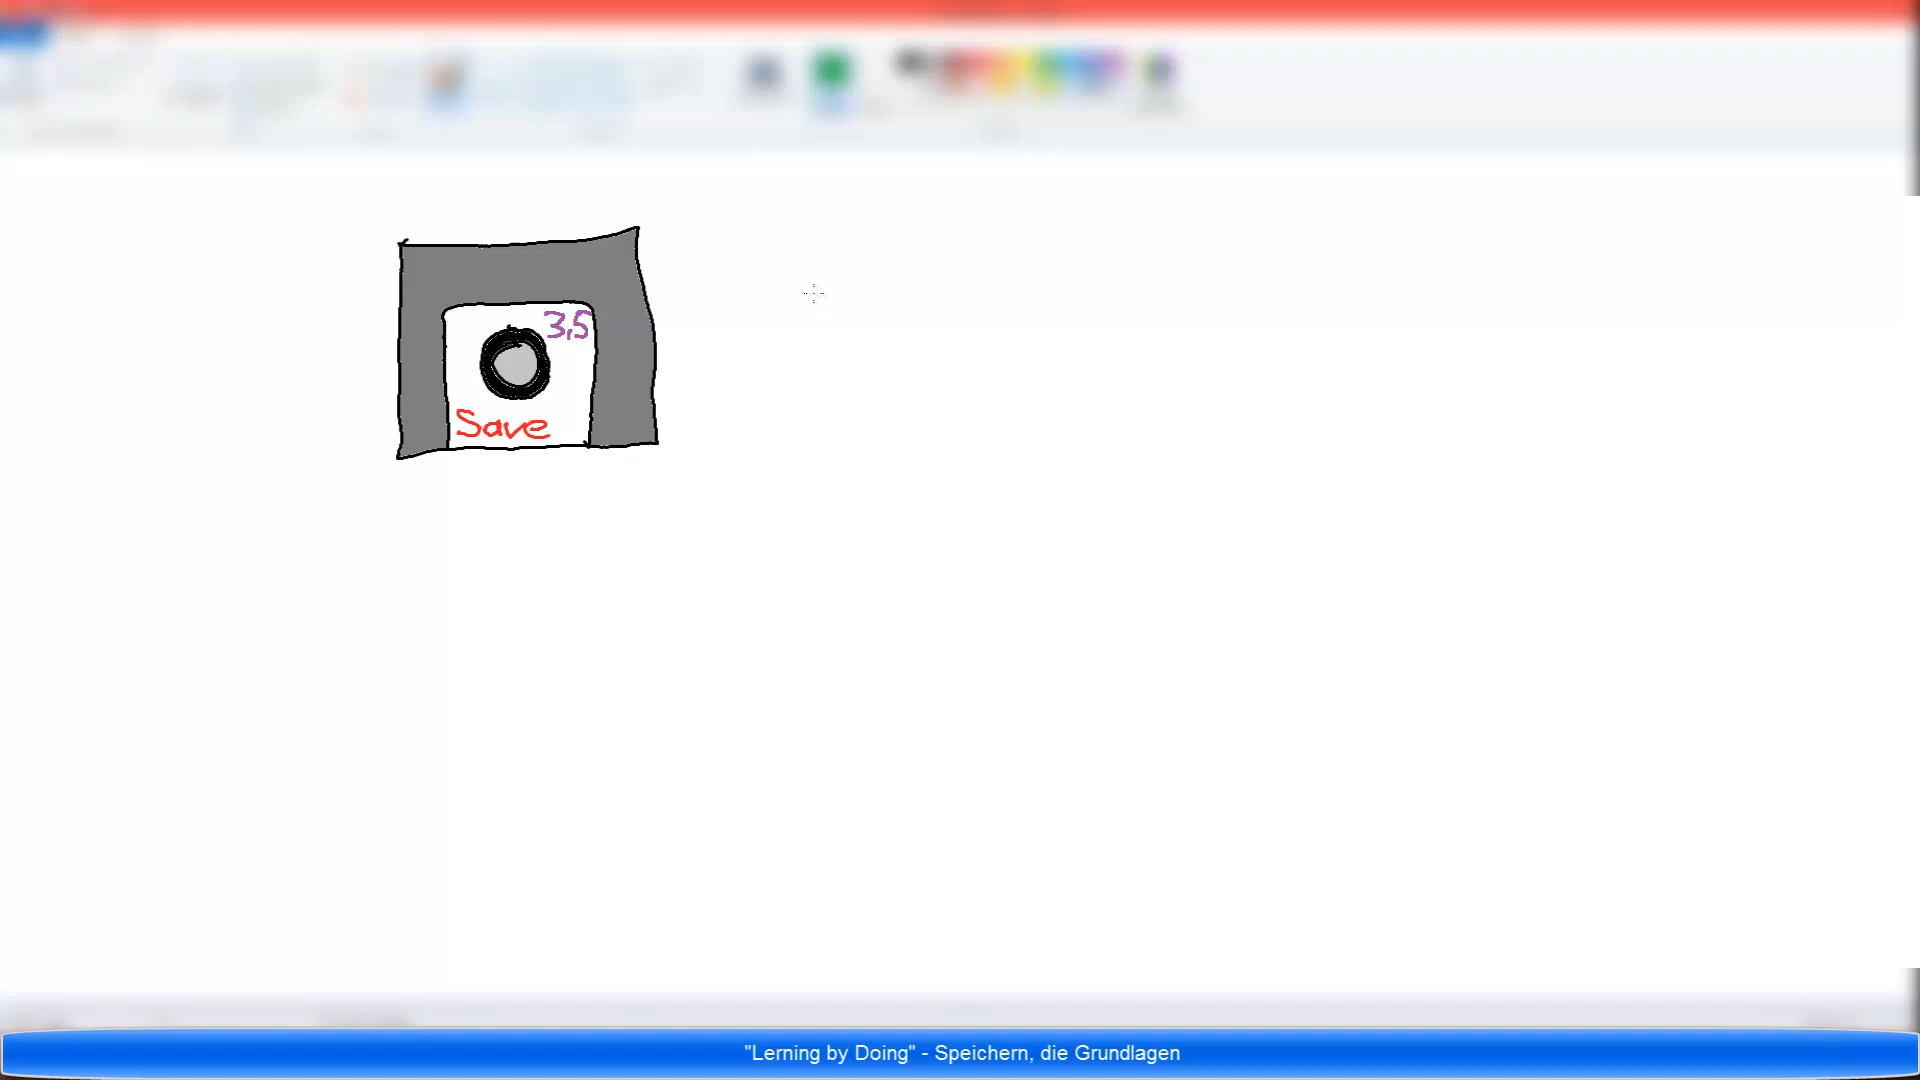 3,5
Save
"Lerning by Doing" - Speichern, die Grundlagen